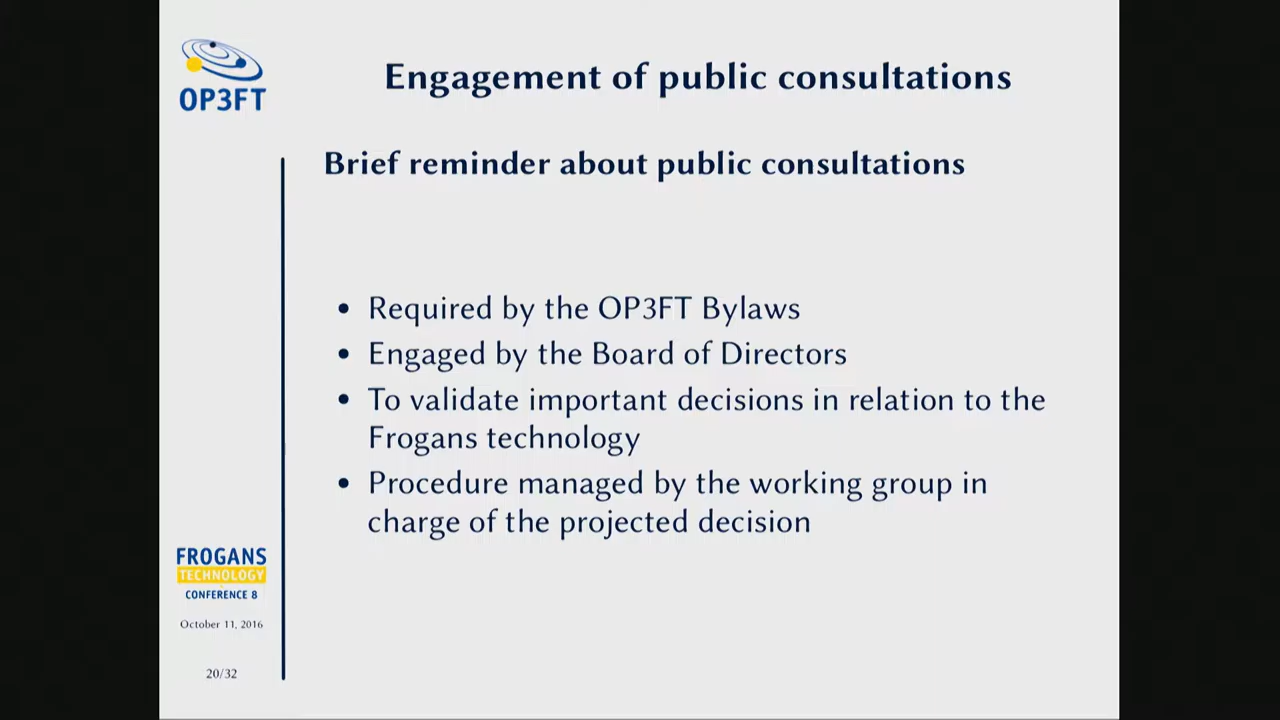 OP3FT
Engagement of public consultations
Brief reminder about public consultations
• Required by the OP3FT Bylaws
• Engaged by the Board of Directors
• To validate important decisions in relation to the
Frogans technology
• Procedure managed by the working group in
charge of the projected decision
FROGANS
TECHNOLOGY
CONFERENCE 8
October 11, 2016
20/32